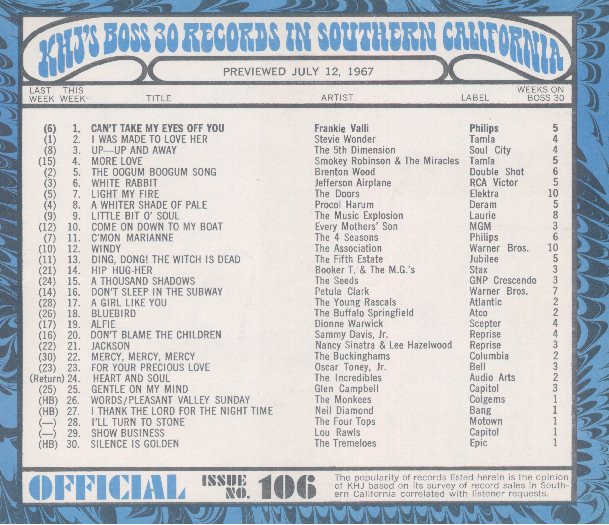 KHJ'S BOSS 30 RECORDS IN SOUTHERN CALIFORNIA
PREVIEWED JULY 12, 1967
LAST WEEK THIS WEEK TITLE ARTIST LABEL WEEKS ON BOSS 30
(6) 1. CAN'T TAKE MY EYES OFF YOU Frankie Valli Philips 5
(1) 2. I WAS MADE TO LOVE HER Stevie Wonder Tamla 4
(8) 3. UP—UP AND AWAY The 5th Dimension Soul City 4
(15) 4. MORE LOVE Smokey Robinson & The Miracles Tamla 5
(2) 5. THE OOGUM BOOGUM SONG Brenton Wood Double Shot 6
(3) 6. WHITE RABBIT Jefferson Airplane RCA Victor 5
(5) 7. LIGHT MY FIRE The Doors Elektra 10
(4) 8. A WHITER SHADE OF PALE Procol Harum Deram 5
(9) 9. LITTLE BIT O' SOUL The Music Explosion Laurie 8
(12) 10. COME ON DOWN TO MY BOAT Every Mothers' Son MGM 3
(7) 11. C'MON MARIANNE The 4 Seasons Philips 6
(10) 12. WINDY The Association Warner Bros. 10
(11) 13. DING, DONG! THE WITCH IS DEAD The Fifth Estate Jubilee 5
(21) 14. HIP HUG-HER Booker T. & The M.G.'s Stax 3
(24) 15. A THOUSAND SHADOWS The Seeds GNP Crescendo 3
(14) 16. DON'T SLEEP IN THE SUBWAY Petula Clark Warner Bros. 7
(28) 17. A GIRL LIKE YOU The Young Rascals Atlantic 2
(26) 18. BLUEBIRD The Buffalo Springfield Atco 2
(17) 19. ALFIE Dionne Warwick Scepter 4
(16) 20. DON'T BLAME THE CHILDREN Sammy Davis, Jr. Reprise 4
(22) 21. JACKSON Nancy Sinatra & Lee Hazelwood Reprise 3
(30) 22. MERCY, MERCY, MERCY The Buckinghams Columbia 2
(23) 23. FOR YOUR PRECIOUS LOVE Oscar Toney, Jr. Bell 3
(Return) 24. HEART AND SOUL The Incredibles Audio Arts 2
(25) 25. GENTLE ON MY MIND Glen Campbell Capitol 3
(HB) 26. WORDS/PLEASANT VALLEY SUNDAY The Monkees Colgems 1
(HB) 27. I THANK THE LORD FOR THE NIGHT TIME Neil Diamond Bang 1
(—) 28. I'LL TURN TO STONE The Four Tops Motown 1
(—) 29. SHOW BUSINESS Lou Rawls Capitol 1
(HB) 30. SILENCE IS GOLDEN The Tremeloes Epic 1
OFFICIAL ISSUE NO. 106
The popularity of records listed herein is the opinion
of KHJ based on its survey of record sales in South-
ern California correlated with listener requests.